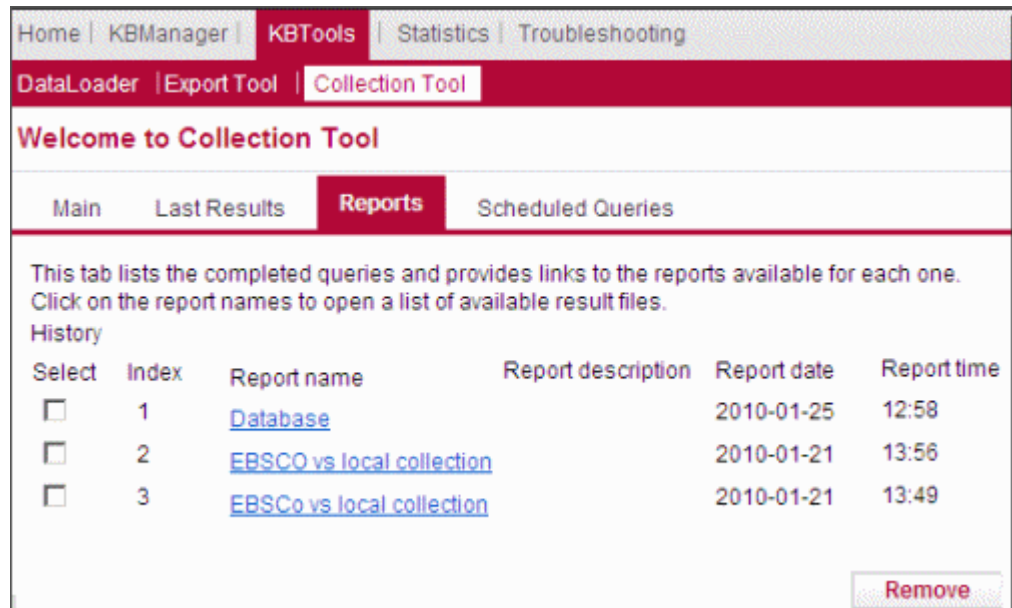 Home | KBManager | KBTools | Statistics | Troubleshooting
DataLoader | Export Tool | Collection Tool
Welcome to Collection Tool
Main Last Results Reports Scheduled Queries
This tab lists the completed queries and provides links to the reports available for each one.
Click on the report names to open a list of available result files.
History
Select Index Report name Report description Report date Report time
1 Database 2010-01-25 12:58
2 EBSCO vs local collection 2010-01-21 13:56
3 EBSCo vs local collection 2010-01-21 13:49
Remove